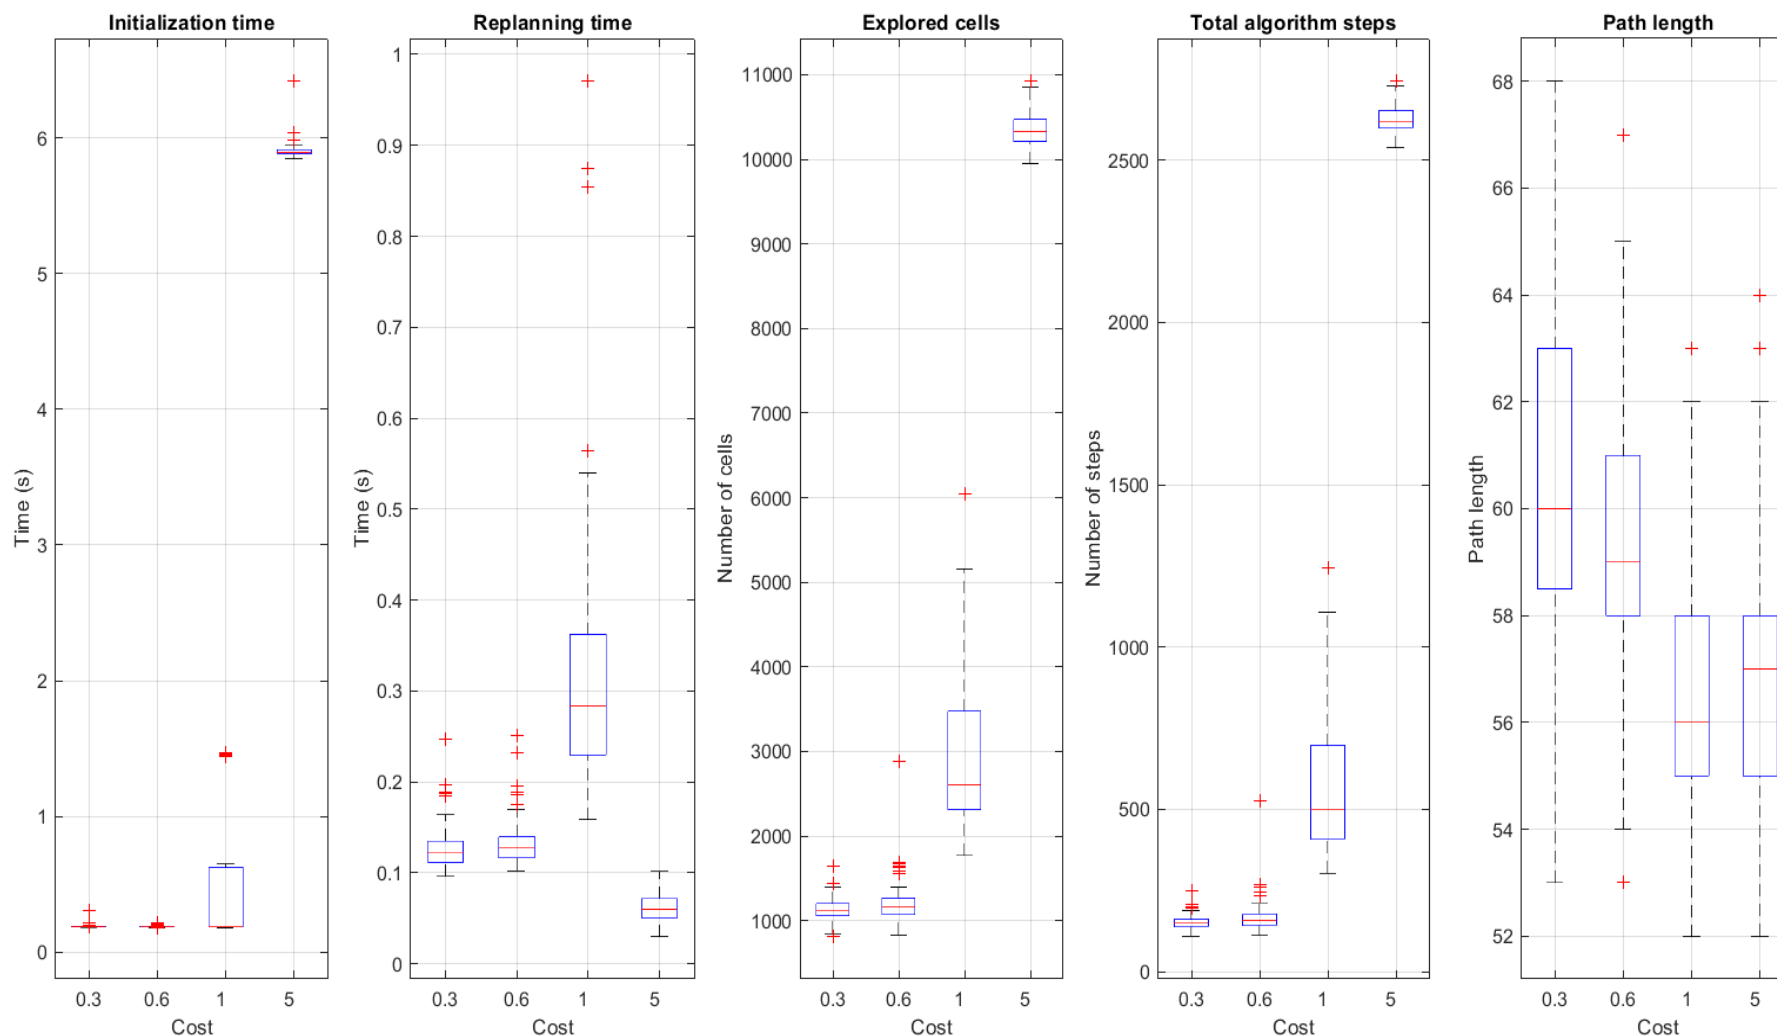 Initialization time
Time (s)
6
5
4
3
2
1
0
0.3 0.6 1 5
Cost
Replanning time
Time (s)
1
0.9
0.8
0.7
0.6
0.5
0.4
0.3
0.2
0.1
0
0.3 0.6 1 5
Cost
Explored cells
Number of cells
11000
10000
9000
8000
7000
6000
5000
4000
3000
2000
1000
0.3 0.6 1 5
Cost
Total algorithm steps
Number of steps
2500
2000
1500
1000
500
0
0.3 0.6 1 5
Cost
Path length
Path length
68
66
64
62
60
58
56
54
52
0.3 0.6 1 5
Cost